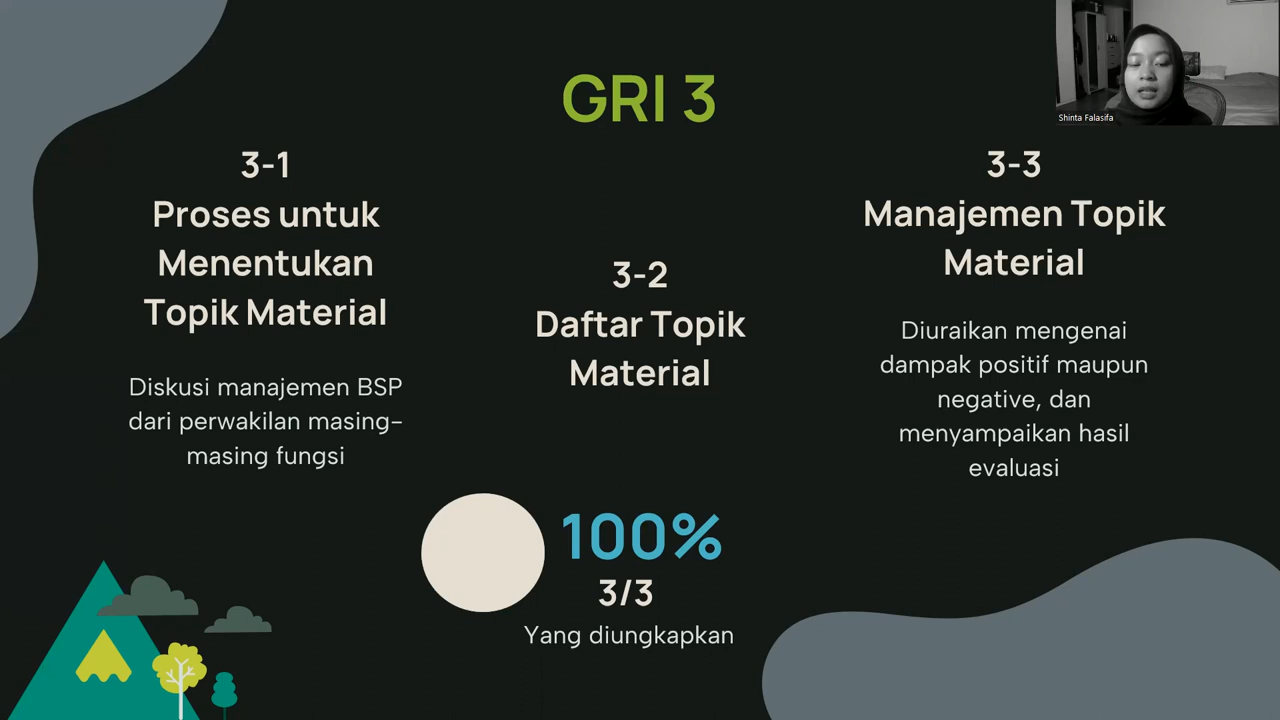 GRI 3
Shinta Falasifa
3-1
Proses untuk
Menentukan
Topik Material
Diskusi manajemen BSP
dari perwakilan masing-
masing fungsi
3-2
Daftar Topik
Material
3-3
Manajemen Topik
Material
Diuraikan mengenai
dampak positif maupun
negative, dan
menyampaikan hasil
evaluasi
100%
3/3
Yang diungkapkan